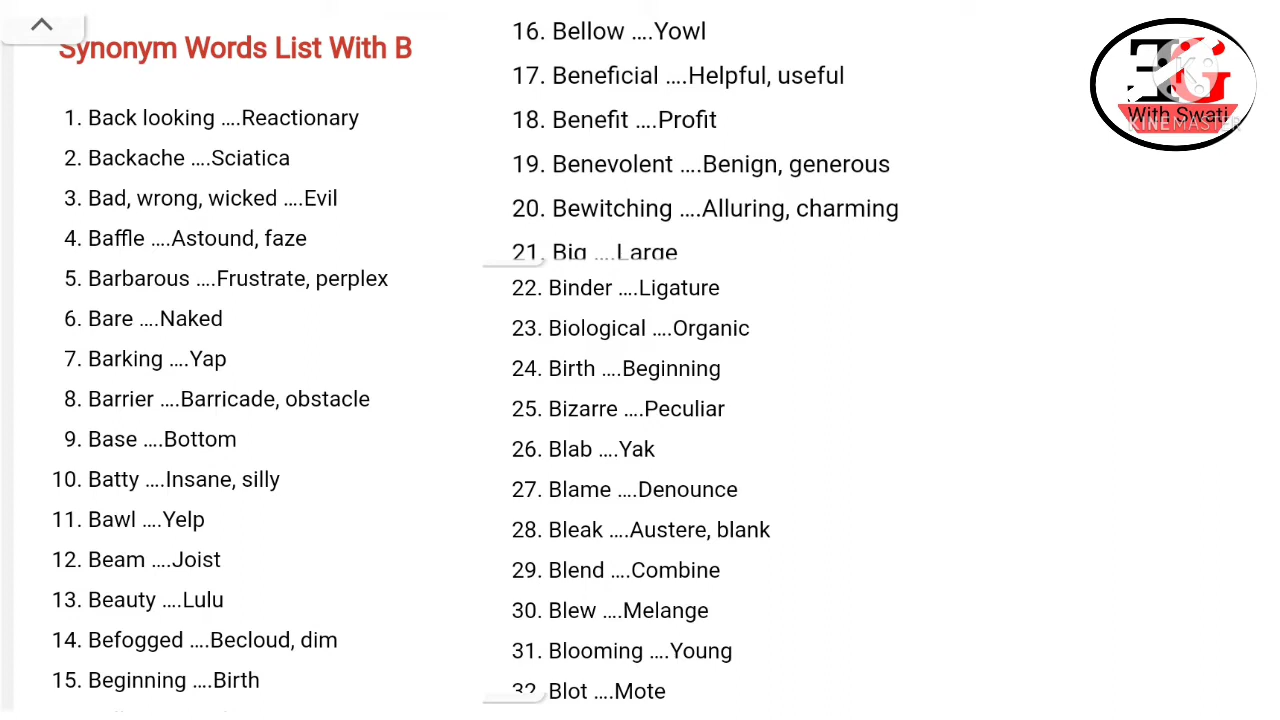 Synonym Words List With B
1. Back looking ....Reactionary
2. Backache ....Sciatica
3. Bad, wrong, wicked ....Evil
4. Baffle ....Astound, faze
5. Barbarous ....Frustrate, perplex
6. Bare ....Naked
7. Barking ....Yap
8. Barrier ....Barricade, obstacle
9. Base ....Bottom
10. Batty ....Insane, silly
11. Bawl ....Yelp
12. Beam ....Joist
13. Beauty ....Lulu
14. Befogged ....Becloud, dim
15. Beginning ....Birth
16. Bellow ....Yowl
17. Beneficial ....Helpful, useful
18. Benefit ....Profit
19. Benevolent ....Benign, generous
20. Bewitching ....Alluring, charming
21. Big ....Large
22. Binder ....Ligature
23. Biological ....Organic
24. Birth ....Beginning
25. Bizarre ....Peculiar
26. Blab ....Yak
27. Blame ....Denounce
28. Bleak ....Austere, blank
29. Blend ....Combine
30. Blew ....Melange
31. Blooming ....Young
32. Blot ....Mote
With Swati
KINEMASTER